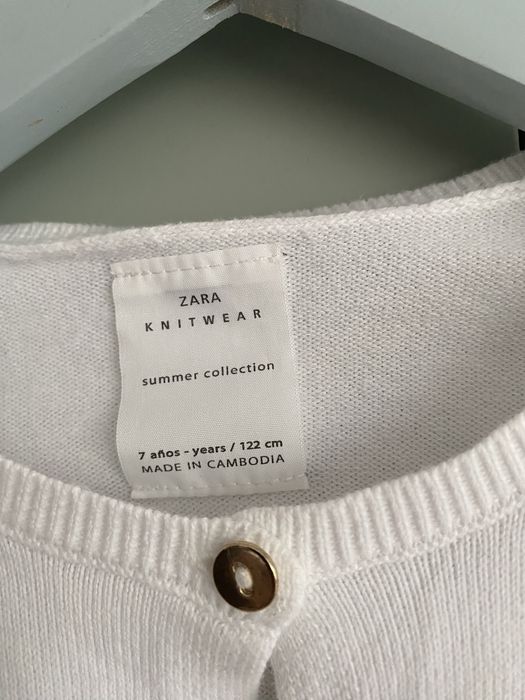 ZARA
KNITWEAR
summer collection
7 años - years / 122 cm
MADE IN CAMBODIA